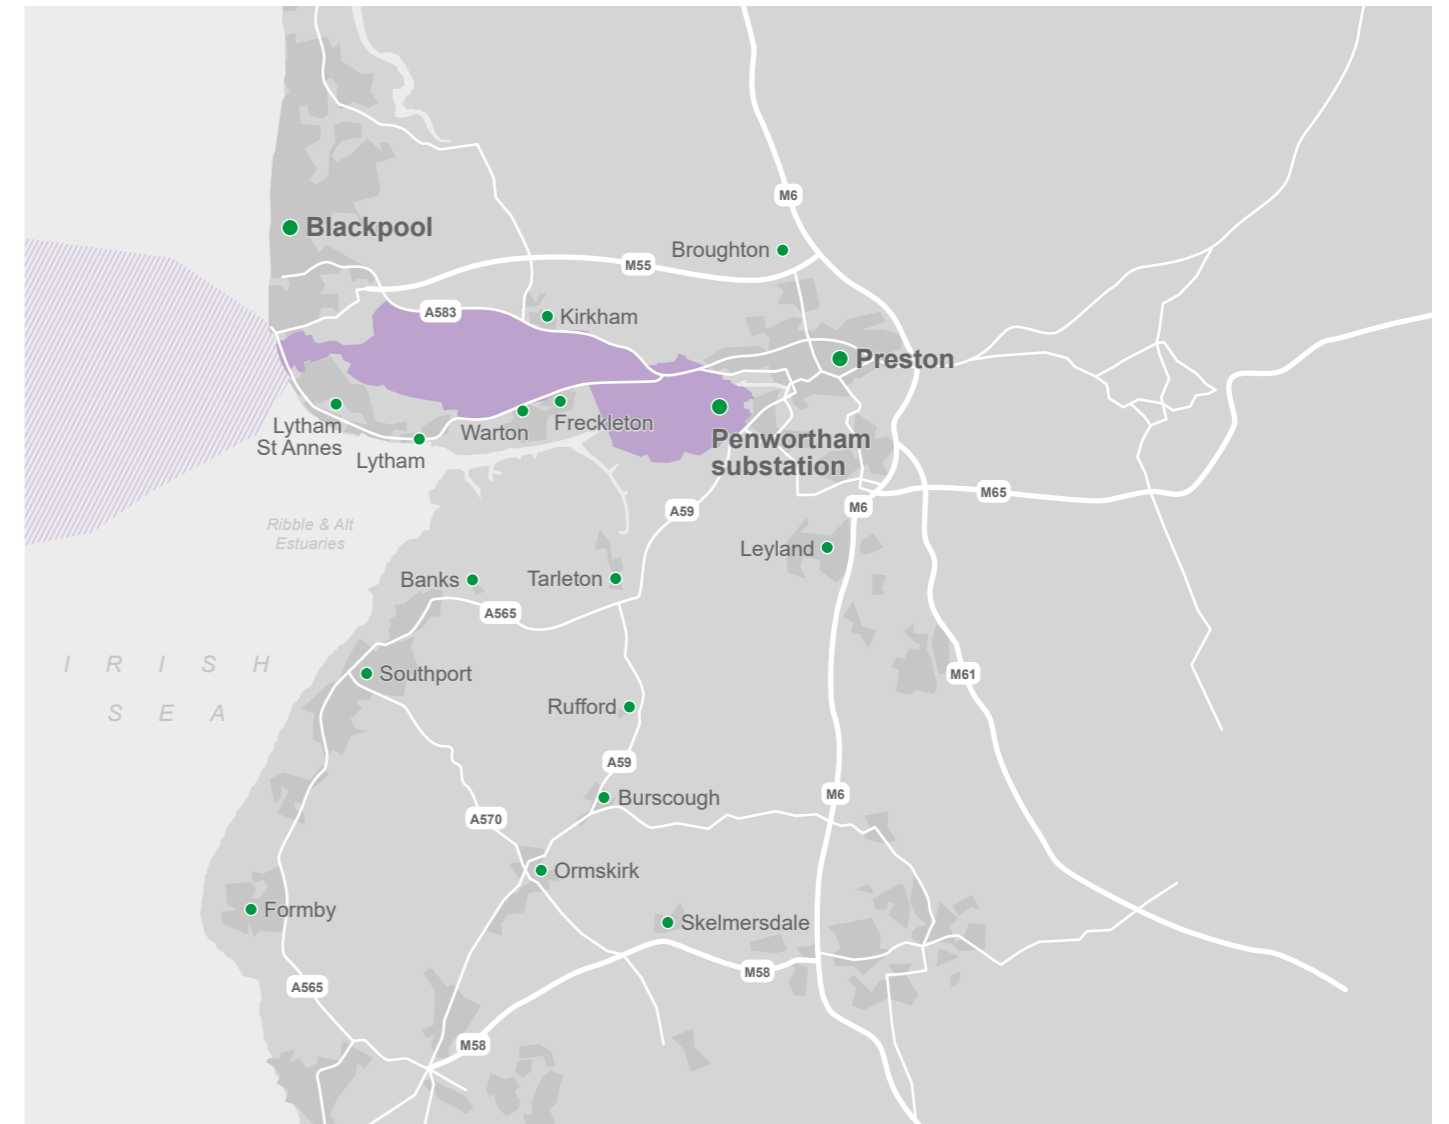 M6
Blackpool
Broughton
M55
A583
Kirkham
Preston
Lytham
St Annes
Lytham
Warton
Freckleton
Penwortham
substation
M65
M6
A59
Ribble & Alt
Estuaries
Leyland
Banks
Tarleton
A565
I R I S H
S E A
Southport
M61
Rufford
A59
M6
Burscough
A570
Ormskirk
Formby
Skelmersdale
M58
A565
M58